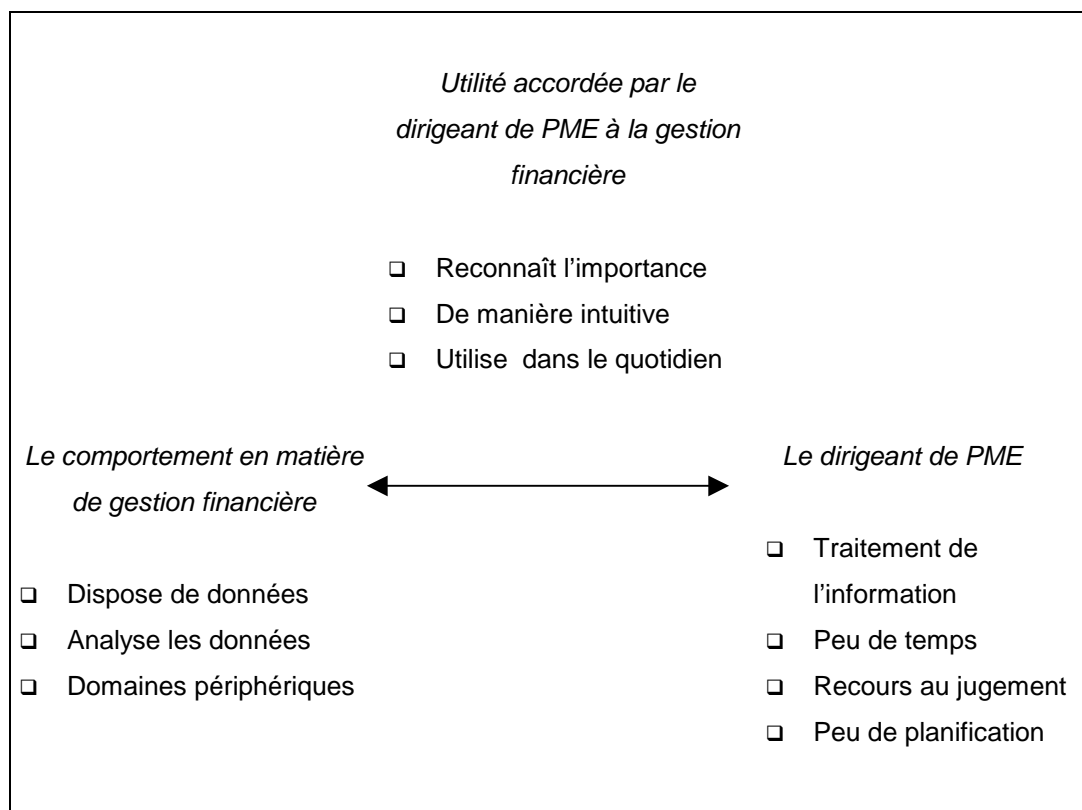 Utilité accordée par le
dirigeant de PME à la gestion
financière
❑ Reconnaît l’importance
❑ De manière intuitive
❑ Utilise dans le quotidien
Le comportement en matière
de gestion financière
❑ Dispose de données
❑ Analyse les données
❑ Domaines périphériques
Le dirigeant de PME
❑ Traitement de
l’information
❑ Peu de temps
❑ Recours au jugement
❑ Peu de planification